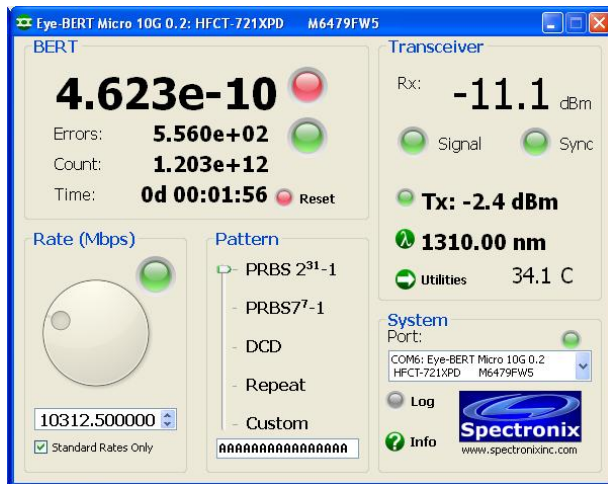 Eye-BERT Micro 10G 0.2: HFCT-721XPD M6479FW5
BERT
4.623e-10
Errors: 5.560e+02
Count: 1.203e+12
Time: 0d 00:01:56 Reset
Transceiver
Rx: -11.1 dBm
Signal Sync
Tx: -2.4 dBm
λ 1310.00 nm
Utilities 34.1 C
Rate (Mbps)
10312.500000
Standard Rates Only
Pattern
PRBS 2³¹-1
PRBS7⁷-1
DCD
Repeat
Custom
AAAAAAAAAAAAAAAA
System
Port:
COM6: Eye-BERT Micro 10G 0.2
HFCT-721XPD M6479FW5
Log
? Info
Spectronix
www.spectronixinc.com